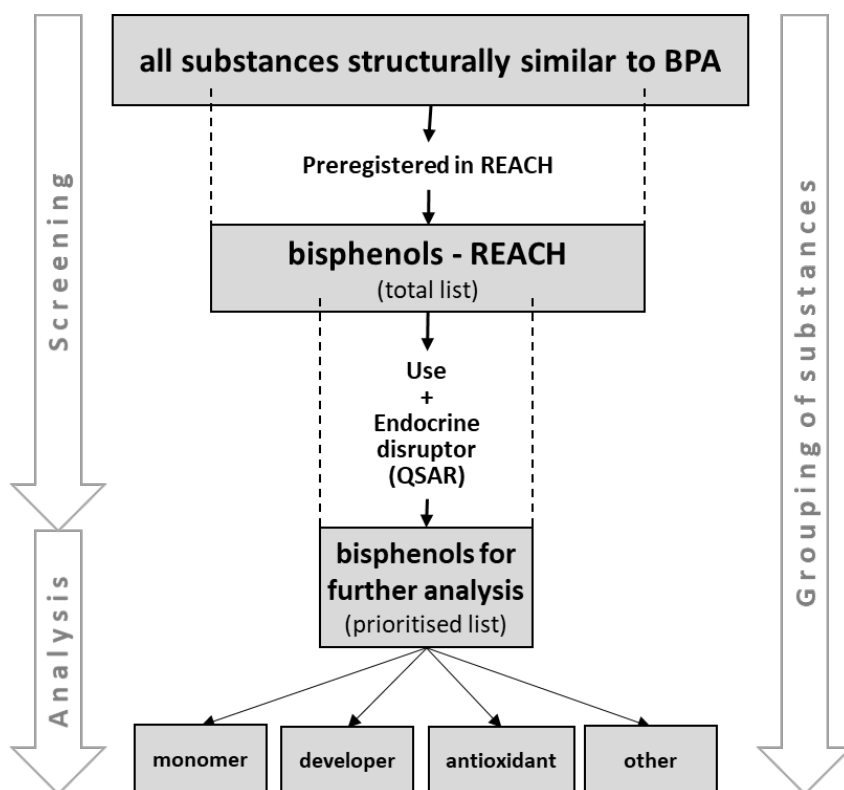 all substances structurally similar to BPA
Preregistered in REACH
bisphenols - REACH
(total list)
Use
+
Endocrine
disruptor
(QSAR)
bisphenols for
further analysis
(prioritised list)
monomer
developer
antioxidant
other
Screening
Analysis
Grouping of substances